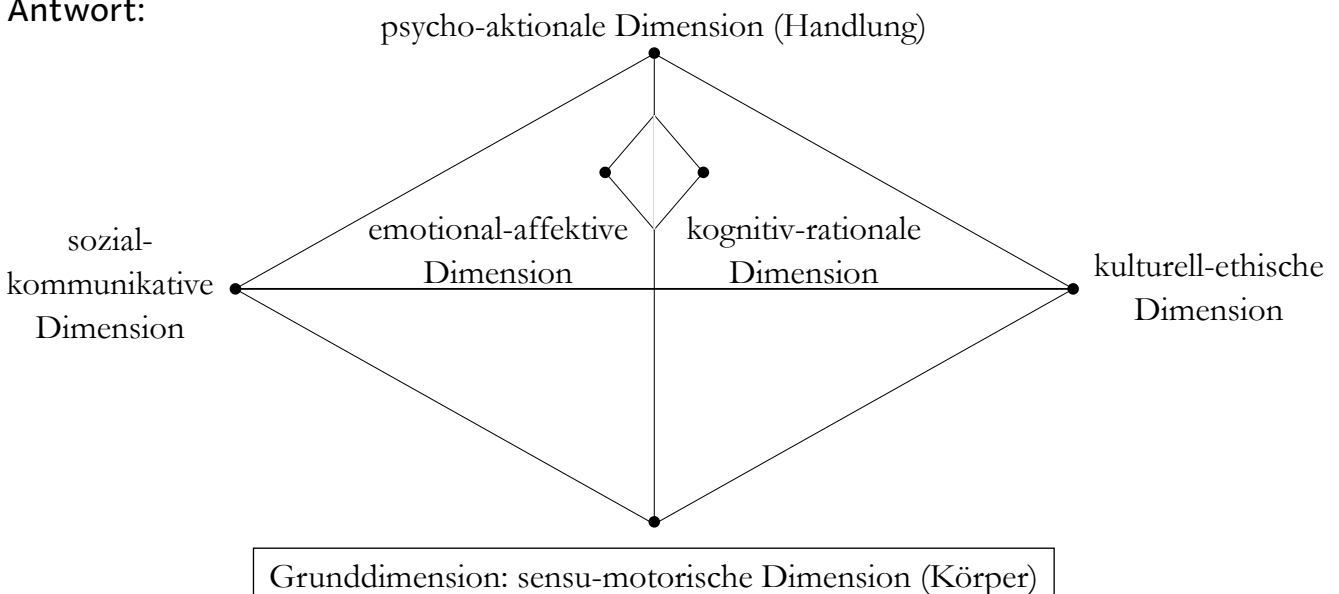 Antwort:
psycho-aktionale Dimension (Handlung)
sozial-
kommunikative
Dimension
emotional-affektive
Dimension
kognitiv-rationale
Dimension
kulturell-ethische
Dimension
Grunddimension: sensu-motorische Dimension (Körper)